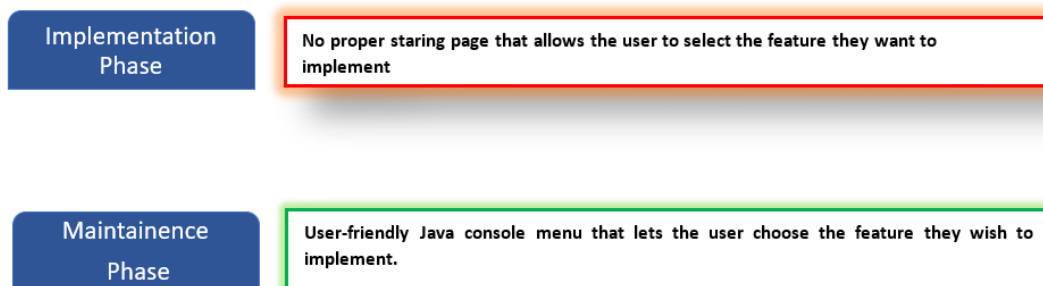 Implementation
Phase
No proper staring page that allows the user to select the feature they want to
implement
Maintainence
Phase
User-friendly Java console menu that lets the user choose the feature they wish to
implement.